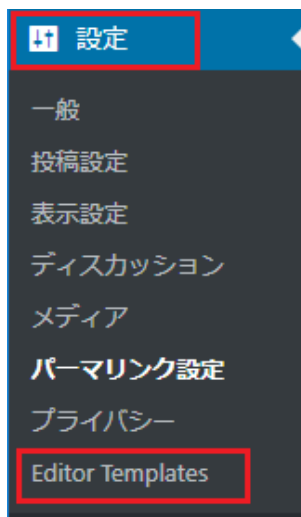 設定
一般
投稿設定
表示設定
ディスカッション
メディア
パーマリンク設定
プライバシー
Editor Templates